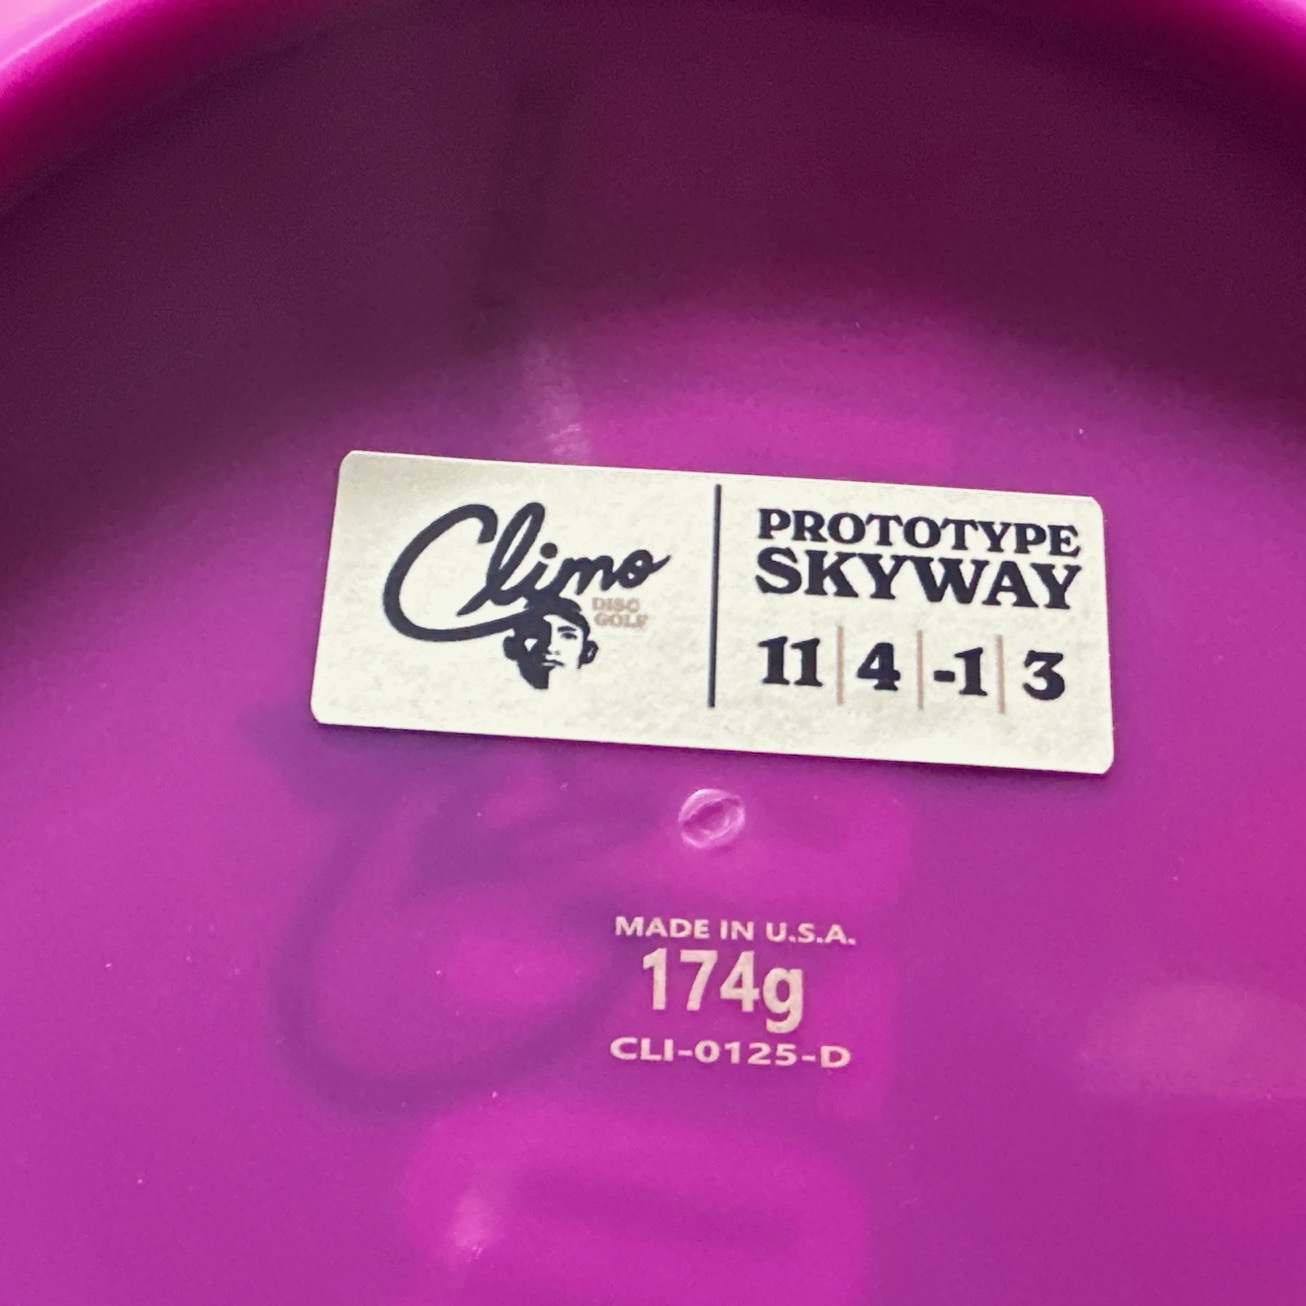 Climo
DISC
GOLF
PROTOTYPE
SKYWAY
11 | 4 | -1 | 3
MADE IN U.S.A.
174g
CLI-0125-D